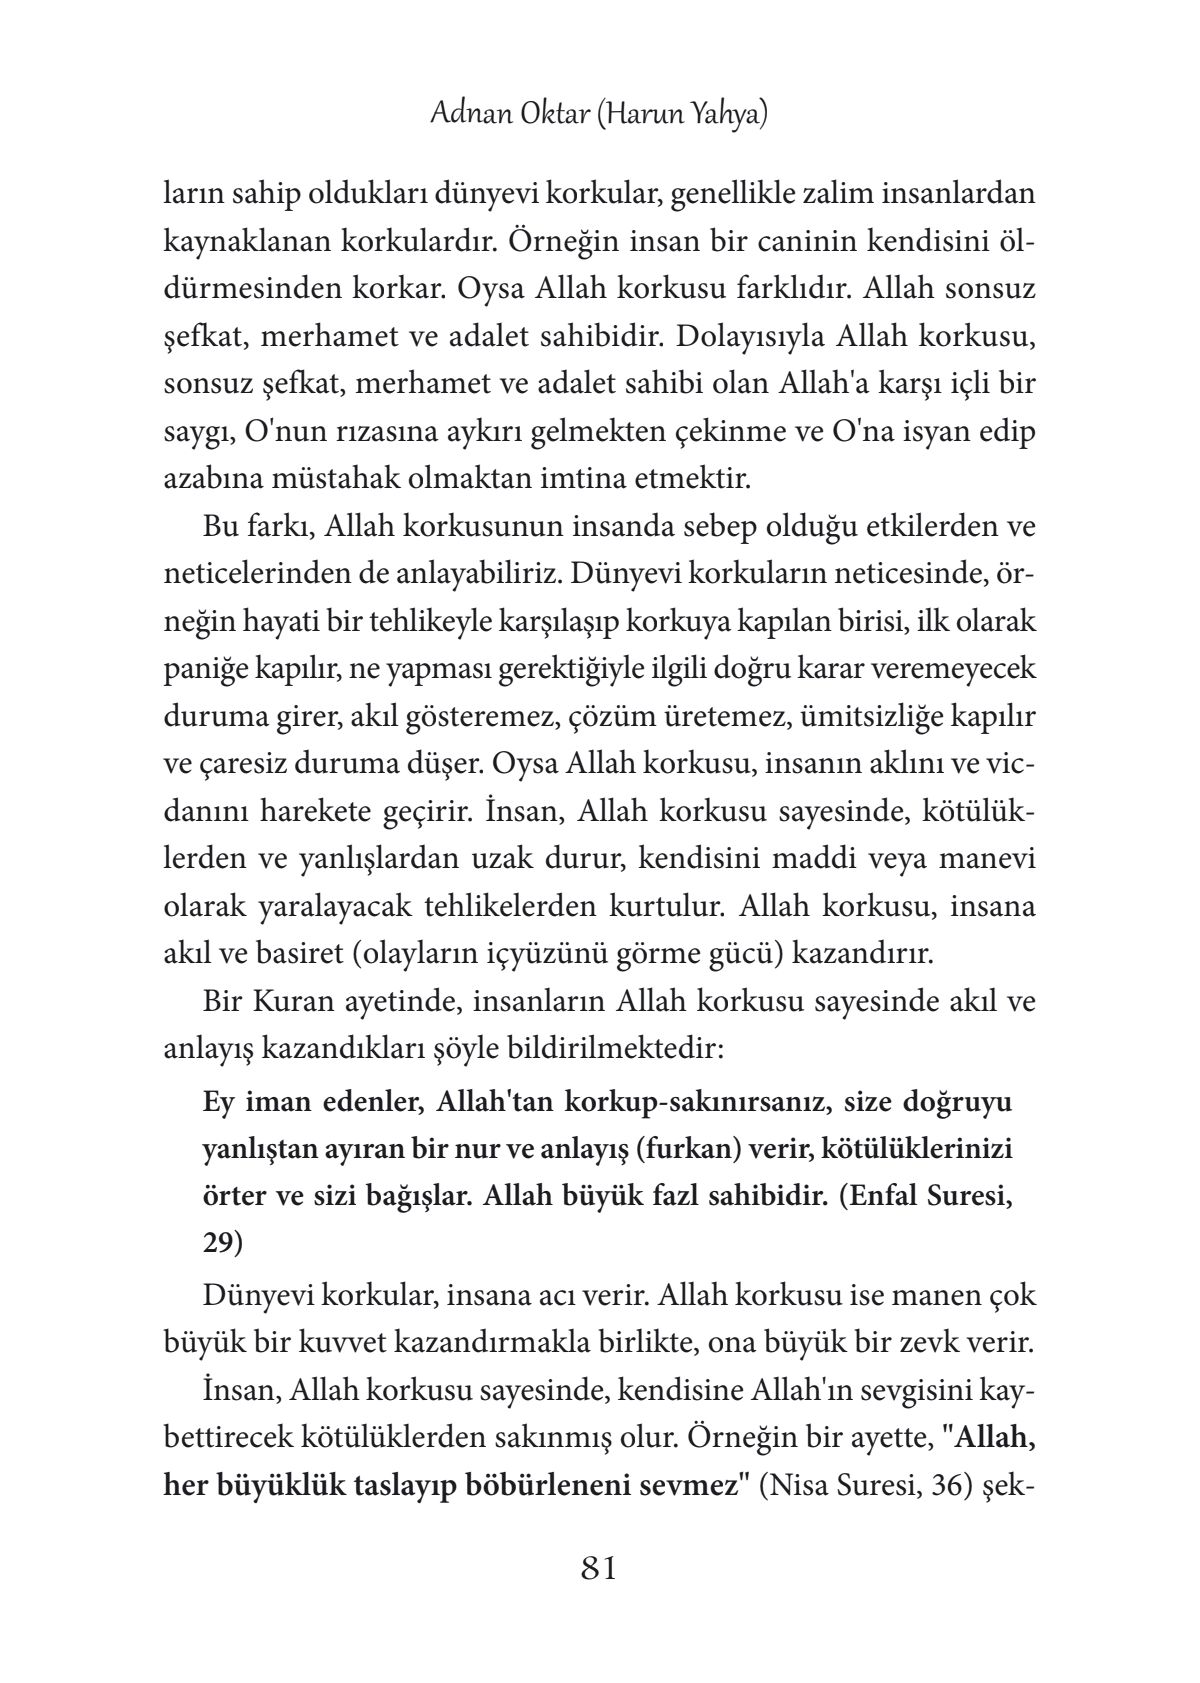 Adnan Oktar (Harun Yahya)
ların sahip oldukları dünyevi korkular, genellikle zalim insanlardan
kaynaklanan korkulardır. Örneğin insan bir caninin kendisini öl-
dürmesinden korkar. Oysa Allah korkusu farklıdır. Allah sonsuz
şefkat, merhamet ve adalet sahibidir. Dolayısıyla Allah korkusu,
sonsuz şefkat, merhamet ve adalet sahibi olan Allah'a karşı içli bir
saygı, O'nun rızasına aykırı gelmekten çekinme ve O'na isyan edip
azabına müstahak olmaktan imtina etmektir.
Bu farkı, Allah korkusunun insanda sebep olduğu etkilerden ve
neticelerinden de anlayabiliriz. Dünyevi korkuların neticesinde, ör-
neğin hayati bir tehlikeyle karşılaşıp korkuya kapılan birisi, ilk olarak
paniğe kapılır, ne yapması gerektiğiyle ilgili doğru karar veremeyecek
duruma girer, akıl gösteremez, çözüm üretemez, ümitsizliğe kapılır
ve çaresiz duruma düşer. Oysa Allah korkusu, insanın aklını ve vic-
danını harekete geçirir. İnsan, Allah korkusu sayesinde, kötülük-
lerden ve yanlışlardan uzak durur, kendisini maddi veya manevi
olarak yaralayacak tehlikelerden kurtulur. Allah korkusu, insana
akıl ve basiret (olayların içyüzünü görme gücü) kazandırır.
Bir Kuran ayetinde, insanların Allah korkusu sayesinde akıl ve
anlayış kazandıkları şöyle bildirilmektedir:
Ey iman edenler, Allah'tan korkup-sakınırsanız, size doğruyu
yanlıştan ayıran bir nur ve anlayış (furkan) verir, kötülüklerinizi
örter ve sizi bağışlar. Allah büyük fazl sahibidir. (Enfal Suresi,
29)
Dünyevi korkular, insana acı verir. Allah korkusu ise manen çok
büyük bir kuvvet kazandırmakla birlikte, ona büyük bir zevk verir.
İnsan, Allah korkusu sayesinde, kendisine Allah'ın sevgisini kay-
bettirecek kötülüklerden sakınmış olur. Örneğin bir ayette, "Allah,
her büyüklük taslayıp böbürleneni sevmez" (Nisa Suresi, 36) şek-
81